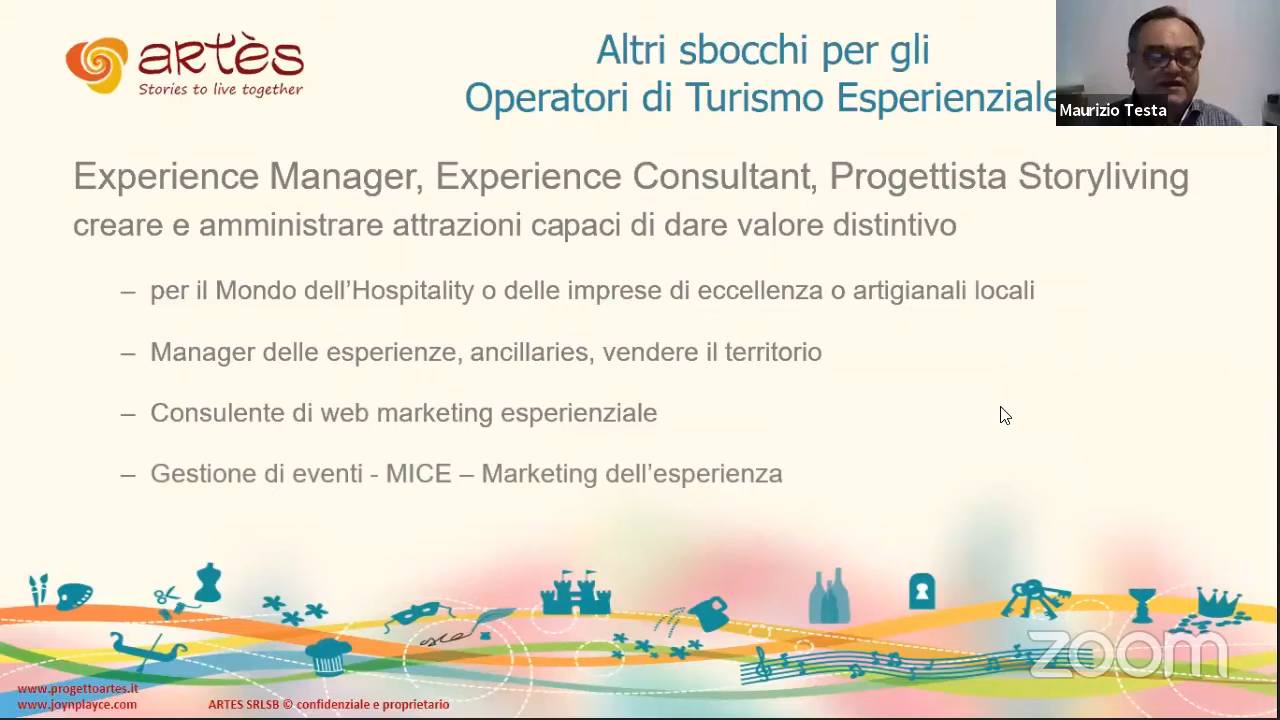 artès
Stories to live together
Altri sbocchi per gli
Operatori di Turismo Esperienziale
Maurizio Testa
Experience Manager, Experience Consultant, Progettista Storyliving
creare e amministrare attrazioni capaci di dare valore distintivo
– per il Mondo dell’Hospitality o delle imprese di eccellenza o artigianali locali
– Manager delle esperienze, ancillaries, vendere il territorio
– Consulente di web marketing esperienziale
– Gestione di eventi - MICE – Marketing dell’esperienza
zoom
www.progettoartes.it
www.joynplayce.com
ARTES SRLSB © confidenziale e proprietario